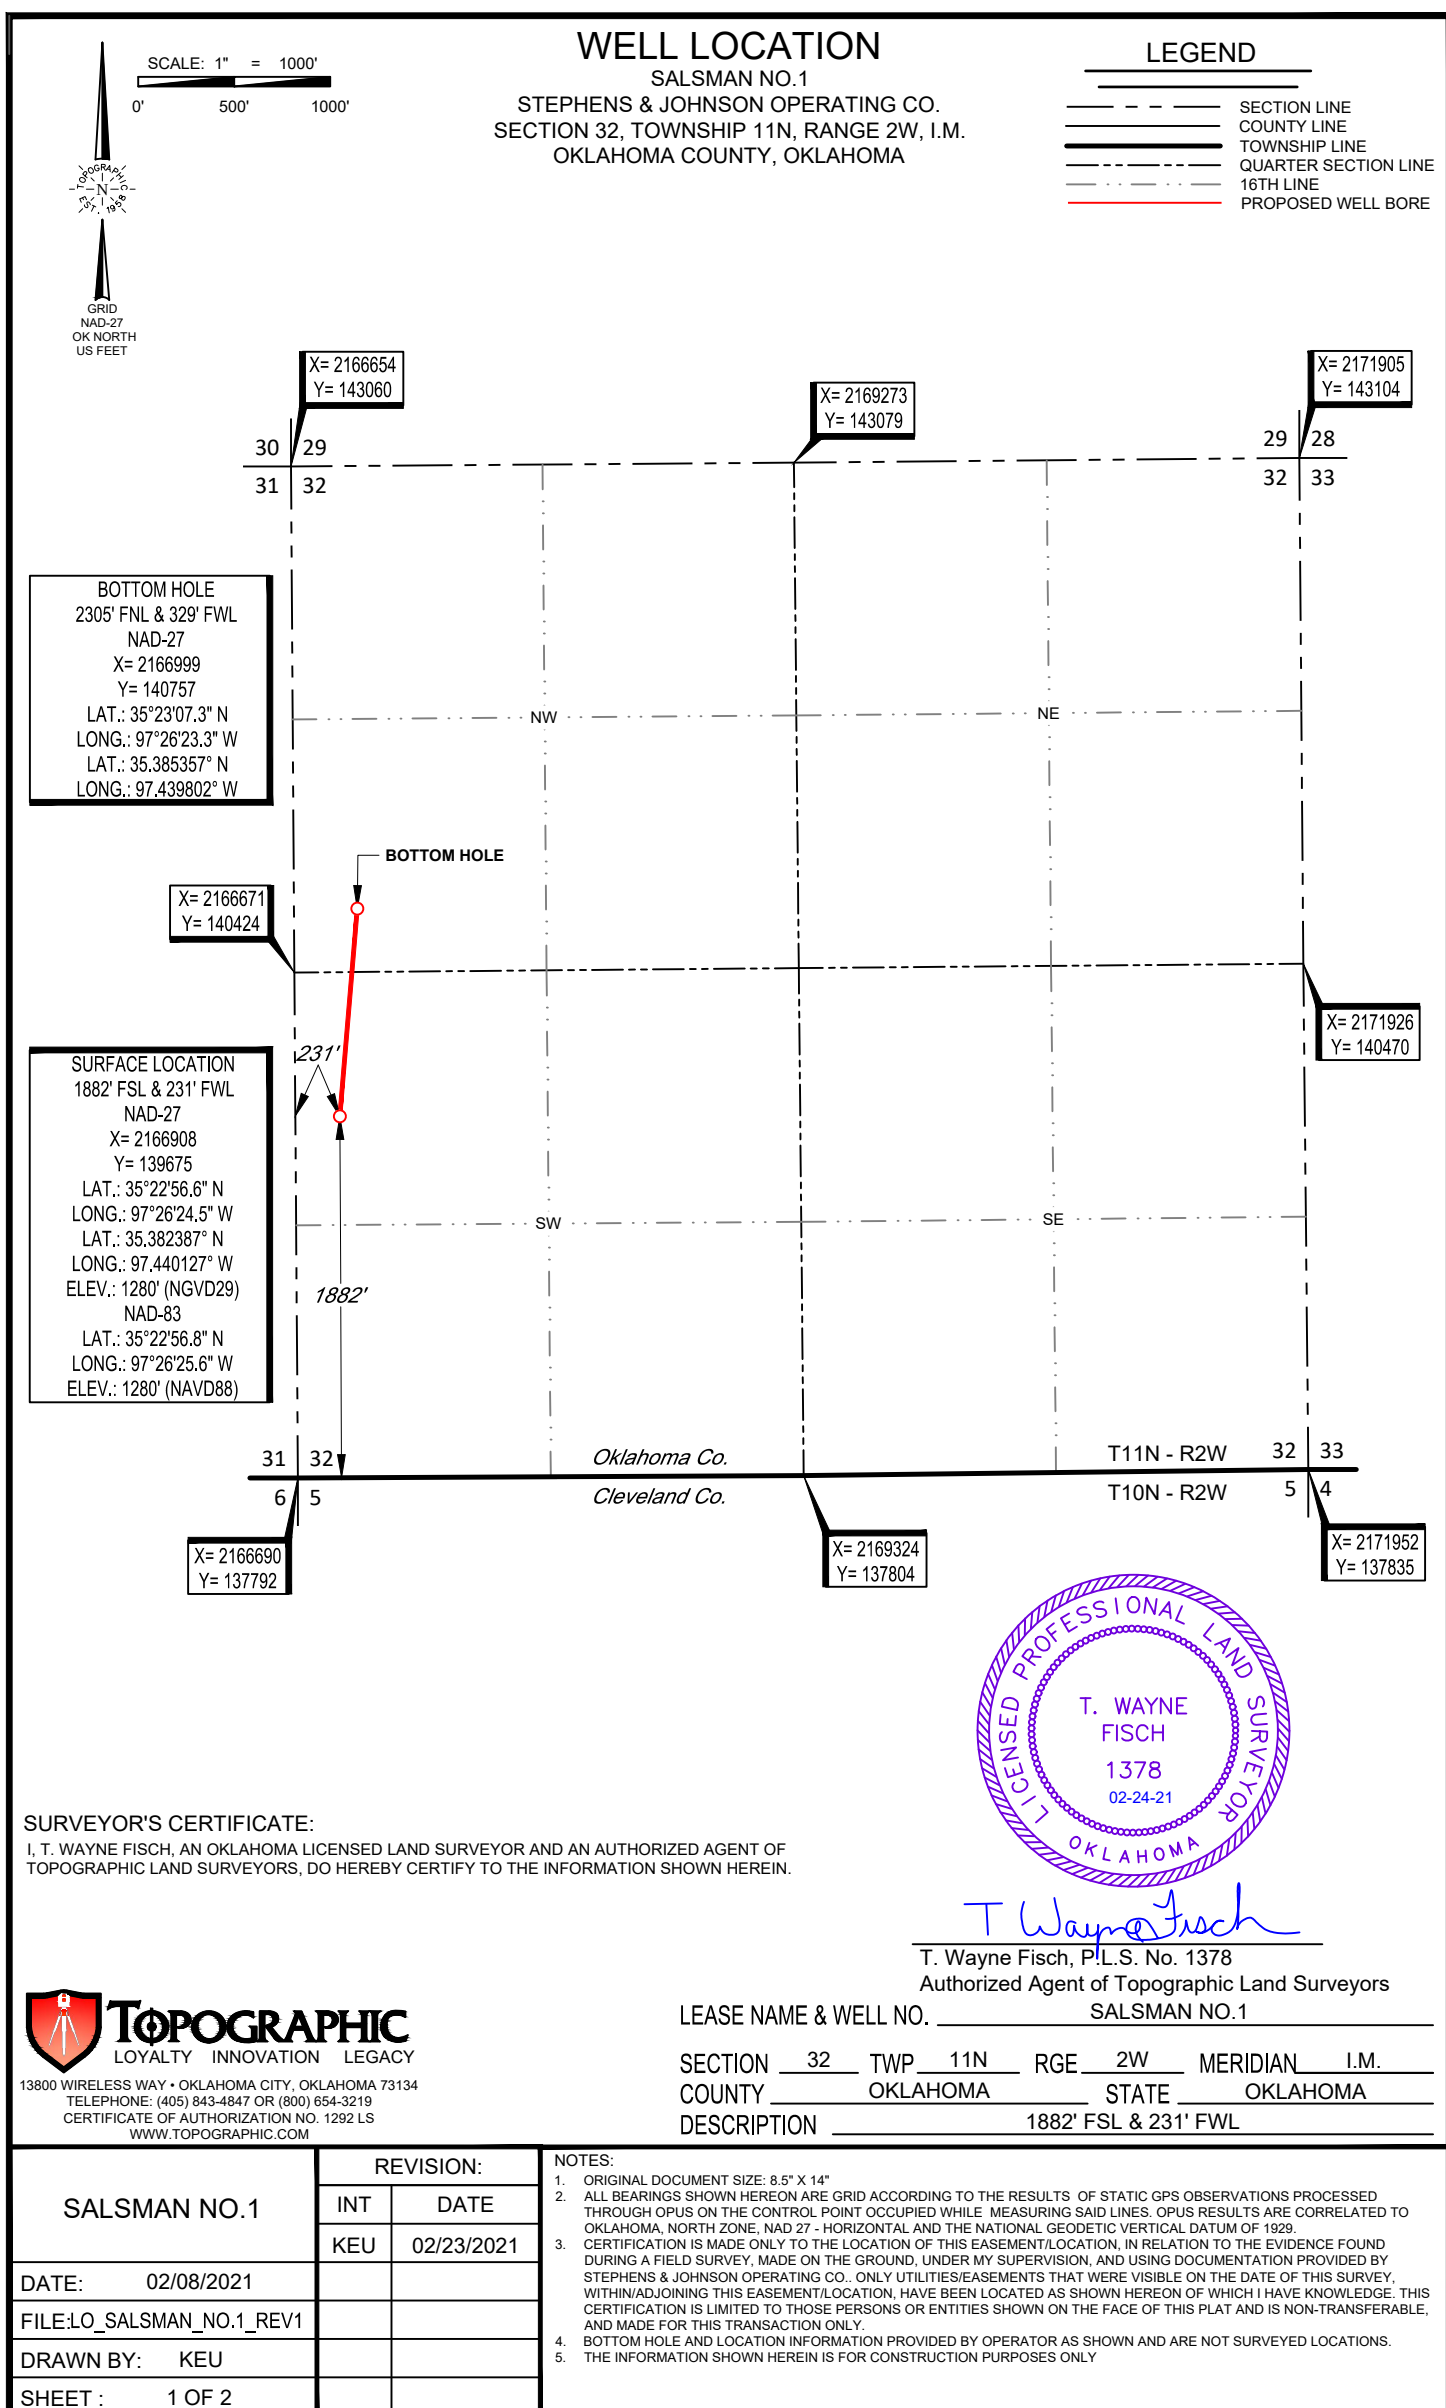 WELL LOCATION
SALSMAN NO.1
STEPHENS & JOHNSON OPERATING CO.
SECTION 32, TOWNSHIP 11N, RANGE 2W, I.M.
OKLAHOMA COUNTY, OKLAHOMA
SCALE: 1" = 1000'
0' 500' 1000'
TOPOGRAPHIC
N
EST. 1958
GRID
NAD-27
OK NORTH
US FEET
LEGEND
SECTION LINE
COUNTY LINE
TOWNSHIP LINE
QUARTER SECTION LINE
16TH LINE
PROPOSED WELL BORE
X= 2166654
Y= 143060
X= 2169273
Y= 143079
X= 2171905
Y= 143104
30 29
31 32
29 28
32 33
BOTTOM HOLE
2305' FNL & 329' FWL
NAD-27
X= 2166999
Y= 140757
LAT.: 35°23'07.3" N
LONG.: 97°26'23.3" W
LAT.: 35.385357° N
LONG.: 97.439802° W
NW
NE
BOTTOM HOLE
X= 2166671
Y= 140424
X= 2171926
Y= 140470
231'
SURFACE LOCATION
1882' FSL & 231' FWL
NAD-27
X= 2166908
Y= 139675
LAT.: 35°22'56.6" N
LONG.: 97°26'24.5" W
LAT.: 35.382387° N
LONG.: 97.440127° W
ELEV.: 1280' (NGVD29)
NAD-83
LAT.: 35°22'56.8" N
LONG.: 97°26'25.6" W
ELEV.: 1280' (NAVD88)
SW
SE
1882'
31 32
6 5
Oklahoma Co.
Cleveland Co.
T11N - R2W
T10N - R2W
32 33
5 4
X= 2166690
Y= 137792
X= 2169324
Y= 137804
X= 2171952
Y= 137835
LICENSED PROFESSIONAL LAND SURVEYOR
T. WAYNE
FISCH
1378
02-24-21
OKLAHOMA
SURVEYOR'S CERTIFICATE:
I, T. WAYNE FISCH, AN OKLAHOMA LICENSED LAND SURVEYOR AND AN AUTHORIZED AGENT OF
TOPOGRAPHIC LAND SURVEYORS, DO HEREBY CERTIFY TO THE INFORMATION SHOWN HEREIN.
T Wayne Fisch
T. Wayne Fisch, P.L.S. No. 1378
Authorized Agent of Topographic Land Surveyors
TOPOGRAPHIC
LOYALTY INNOVATION LEGACY
13800 WIRELESS WAY • OKLAHOMA CITY, OKLAHOMA 73134
TELEPHONE: (405) 843-4847 OR (800) 654-3219
CERTIFICATE OF AUTHORIZATION NO. 1292 LS
WWW.TOPOGRAPHIC.COM
LEASE NAME & WELL NO. SALSMAN NO.1
SECTION 32 TWP 11N RGE 2W MERIDIAN I.M.
COUNTY OKLAHOMA STATE OKLAHOMA
DESCRIPTION 1882' FSL & 231' FWL
SALSMAN NO.1
REVISION:
INT DATE
KEU 02/23/2021
DATE: 02/08/2021
FILE:LO_SALSMAN_NO.1_REV1
DRAWN BY: KEU
SHEET : 1 OF 2
NOTES:
1. ORIGINAL DOCUMENT SIZE: 8.5" X 14"
2. ALL BEARINGS SHOWN HEREON ARE GRID ACCORDING TO THE RESULTS OF STATIC GPS OBSERVATIONS PROCESSED
THROUGH OPUS ON THE CONTROL POINT OCCUPIED WHILE MEASURING SAID LINES. OPUS RESULTS ARE CORRELATED TO
OKLAHOMA, NORTH ZONE, NAD 27 - HORIZONTAL AND THE NATIONAL GEODETIC VERTICAL DATUM OF 1929.
3. CERTIFICATION IS MADE ONLY TO THE LOCATION OF THIS EASEMENT/LOCATION, IN RELATION TO THE EVIDENCE FOUND
DURING A FIELD SURVEY, MADE ON THE GROUND, UNDER MY SUPERVISION, AND USING DOCUMENTATION PROVIDED BY
STEPHENS & JOHNSON OPERATING CO.. ONLY UTILITIES/EASEMENTS THAT WERE VISIBLE ON THE DATE OF THIS SURVEY,
WITHIN/ADJOINING THIS EASEMENT/LOCATION, HAVE BEEN LOCATED AS SHOWN HEREON OF WHICH I HAVE KNOWLEDGE. THIS
CERTIFICATION IS LIMITED TO THOSE PERSONS OR ENTITIES SHOWN ON THE FACE OF THIS PLAT AND IS NON-TRANSFERABLE,
AND MADE FOR THIS TRANSACTION ONLY.
4. BOTTOM HOLE AND LOCATION INFORMATION PROVIDED BY OPERATOR AS SHOWN AND ARE NOT SURVEYED LOCATIONS.
5. THE INFORMATION SHOWN HEREIN IS FOR CONSTRUCTION PURPOSES ONLY